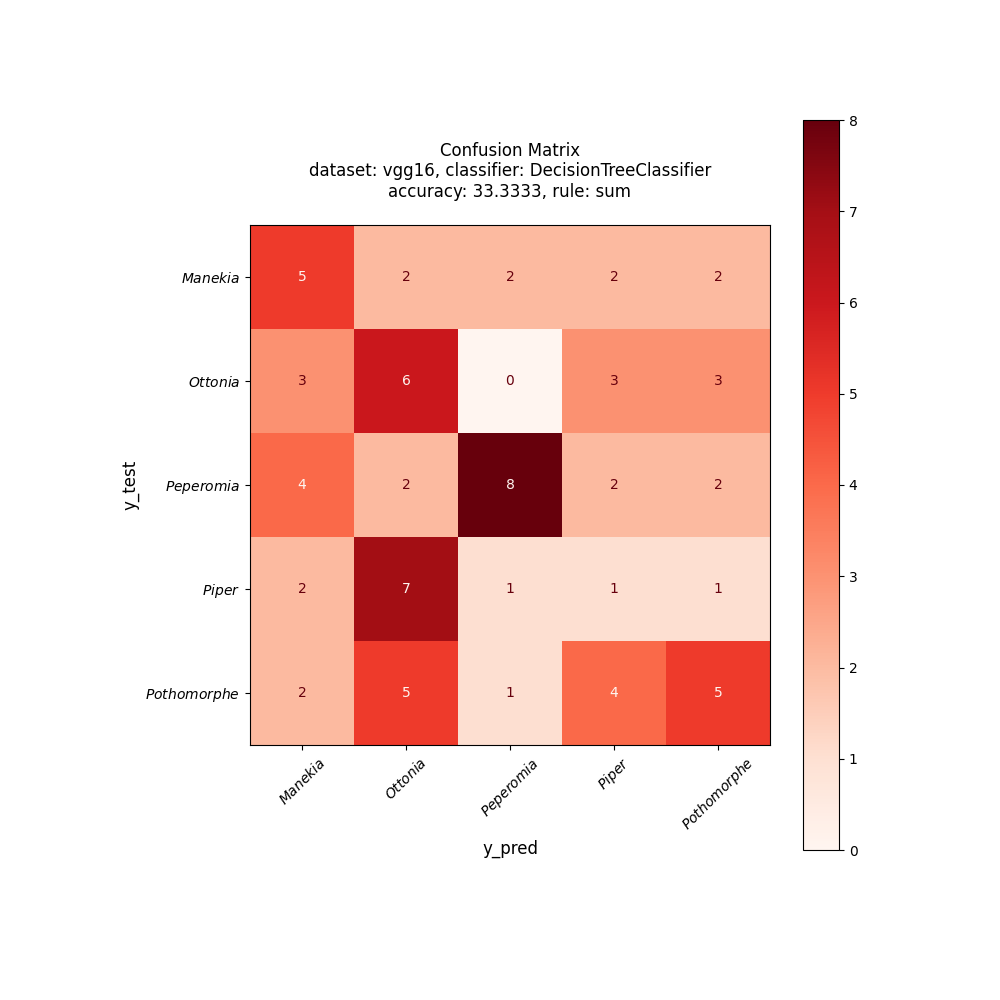 Confusion Matrix
dataset: vgg16, classifier: DecisionTreeClassifier
accuracy: 33.3333, rule: sum
y_test
Manekia 5 2 2 2 2
Ottonia 3 6 0 3 3
Peperomia 4 2 8 2 2
Piper 2 7 1 1 1
Pothomorphe 2 5 1 4 5
Manekia Ottonia Peperomia Piper Pothomorphe
y_pred
8
7
6
5
4
3
2
1
0